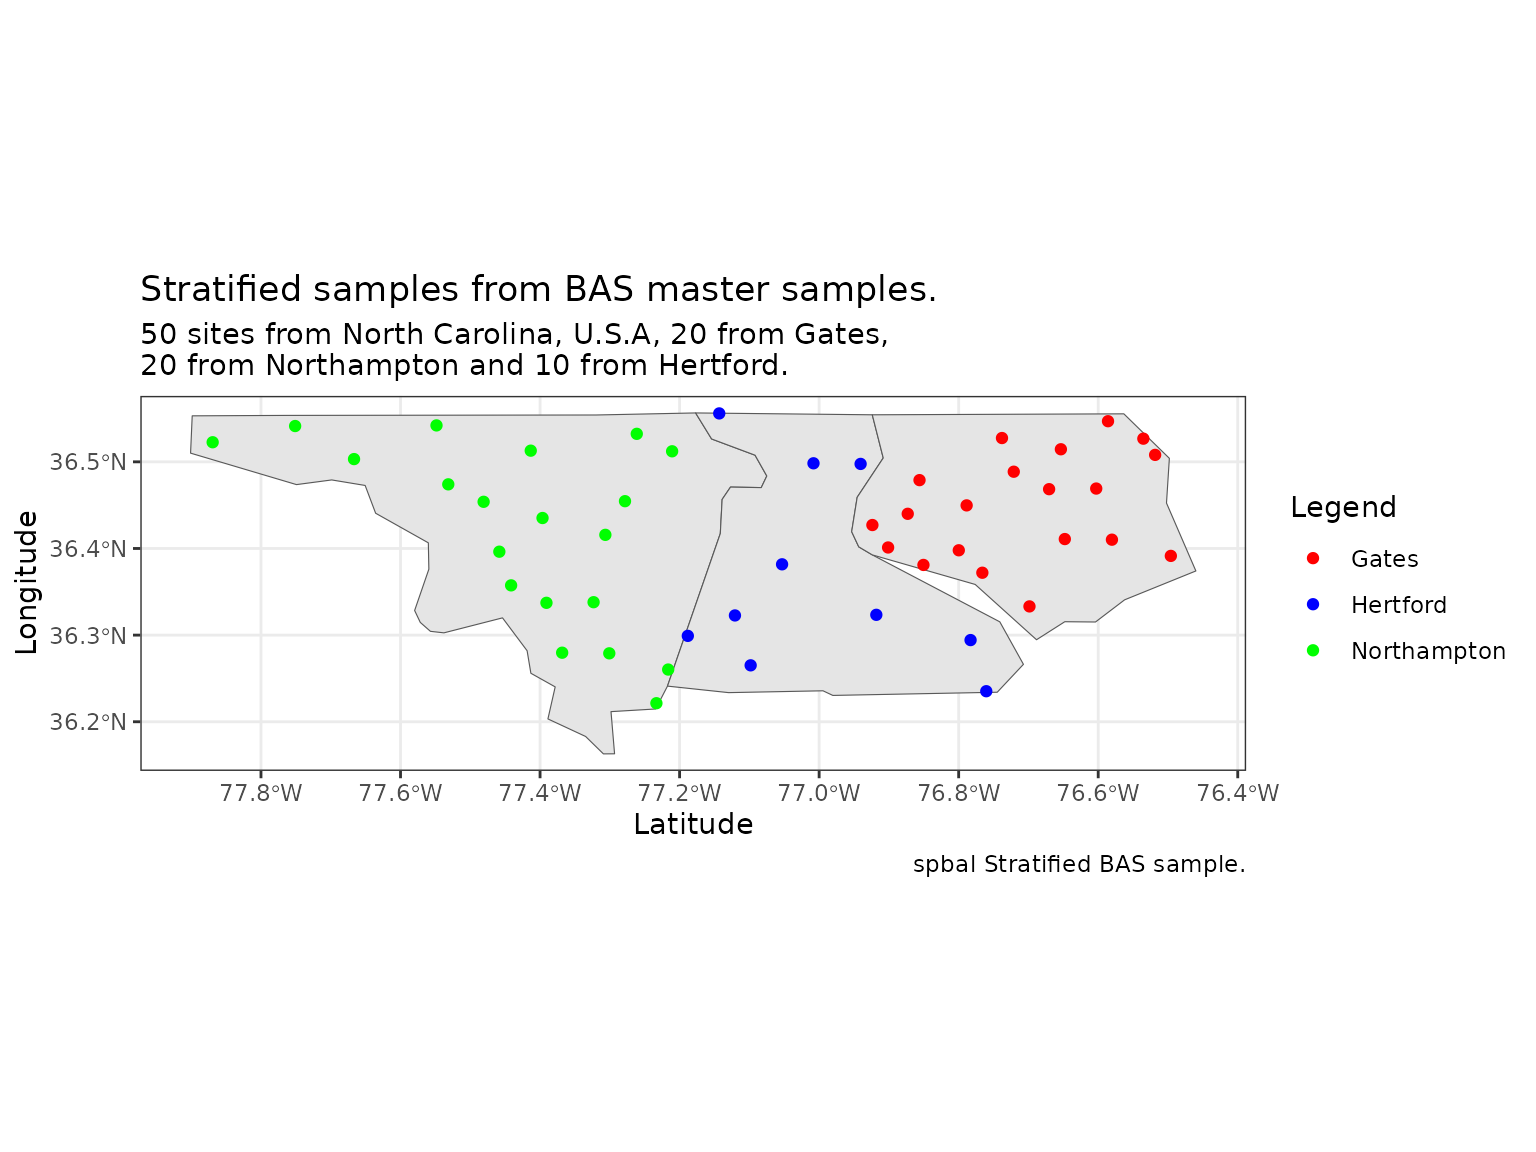 Stratified samples from BAS master samples.
50 sites from North Carolina, U.S.A, 20 from Gates,
20 from Northampton and 10 from Hertford.
Longitude
36.5°N
36.4°N
36.3°N
36.2°N
77.8°W 77.6°W 77.4°W 77.2°W 77.0°W 76.8°W 76.6°W 76.4°W
Latitude
Legend
Gates
Hertford
Northampton
spbal Stratified BAS sample.